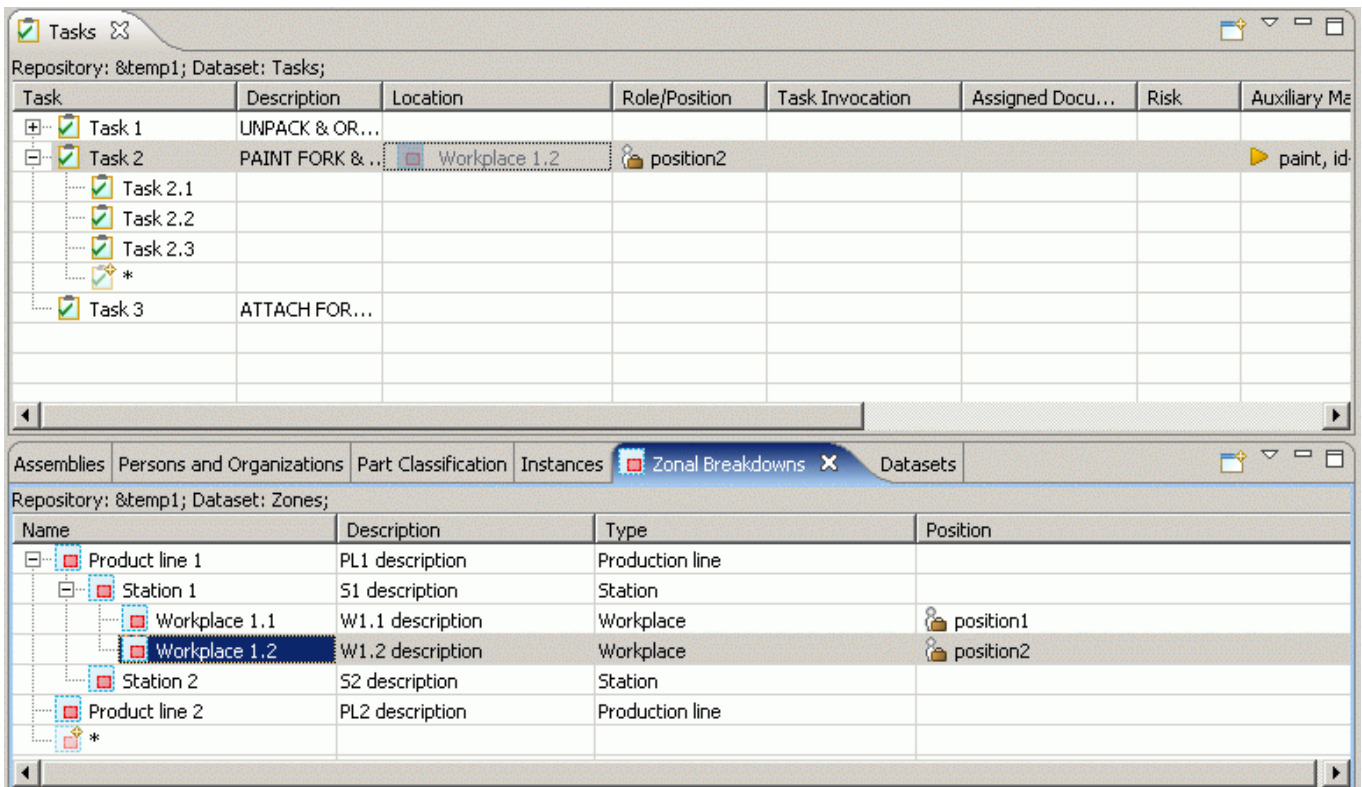 Tasks
Repository: &temp1; Dataset: Tasks;
Task Description Location Role/Position Task Invocation Assigned Docu... Risk Auxiliary Ma
Task 1 UNPACK & OR...
Task 2 PAINT FORK & .. Workplace 1.2 position2 paint, id-
Task 2.1
Task 2.2
Task 2.3
*
Task 3 ATTACH FOR...
Assemblies Persons and Organizations Part Classification Instances Zonal Breakdowns Datasets
Repository: &temp1; Dataset: Zones;
Name Description Type Position
Product line 1 PL1 description Production line
Station 1 S1 description Station
Workplace 1.1 W1.1 description Workplace position1
Workplace 1.2 W1.2 description Workplace position2
Station 2 S2 description Station
Product line 2 PL2 description Production line
*